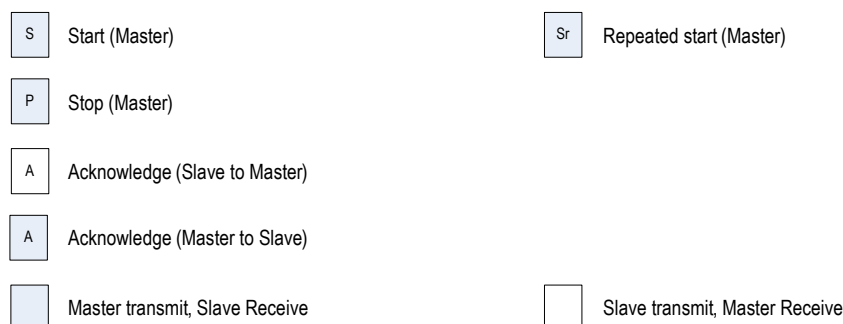 S Start (Master)
Sr Repeated start (Master)
P Stop (Master)
A Acknowledge (Slave to Master)
A Acknowledge (Master to Slave)
Master transmit, Slave Receive
Slave transmit, Master Receive